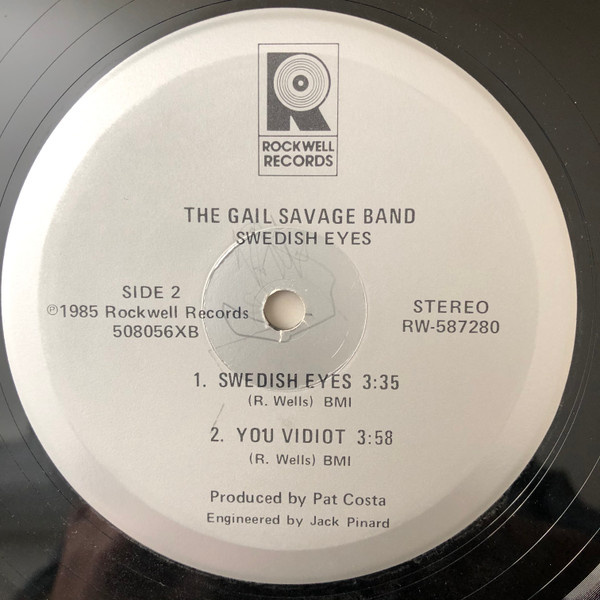 ROCKWELL
RECORDS
THE GAIL SAVAGE BAND
SWEDISH EYES
SIDE 2
℗1985 Rockwell Records
508056XB
STEREO
RW-587280
1. SWEDISH EYES 3:35
(R. Wells) BMI
2. YOU VIDIOT 3:58
(R. Wells) BMI
Produced by Pat Costa
Engineered by Jack Pinard